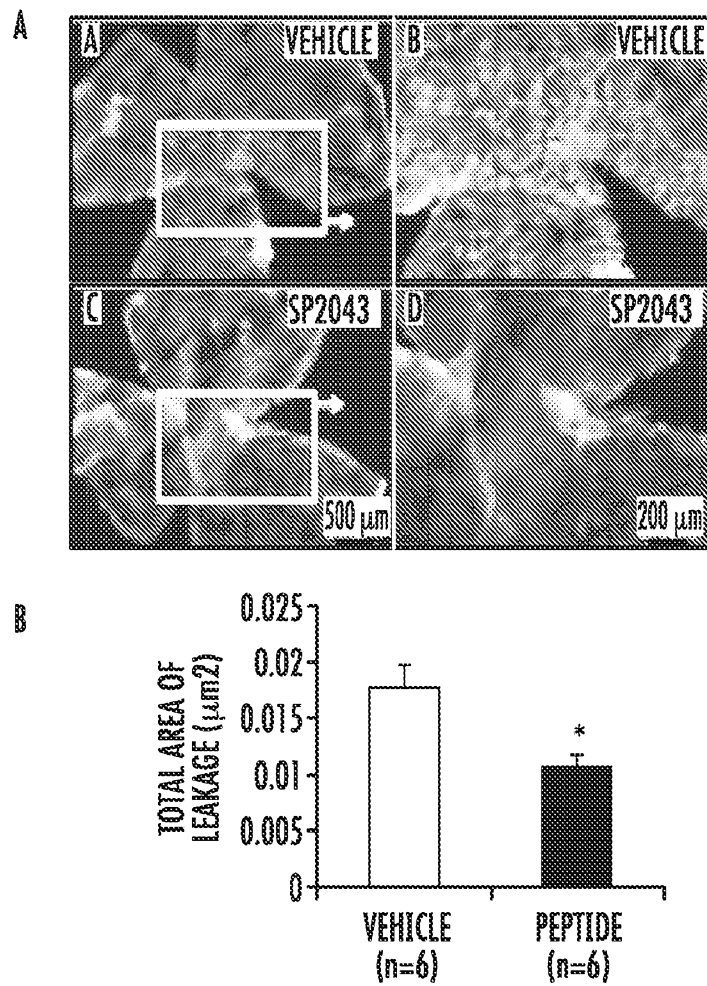 A
A VEHICLE
B VEHICLE
C SP2043
D SP2043
500 µm
200 µm
B
TOTAL AREA OF
LEAKAGE (µm2)
0.025
0.02
0.015
0.01
0.005
0
*
VEHICLE
(n=6)
PEPTIDE
(n=6)